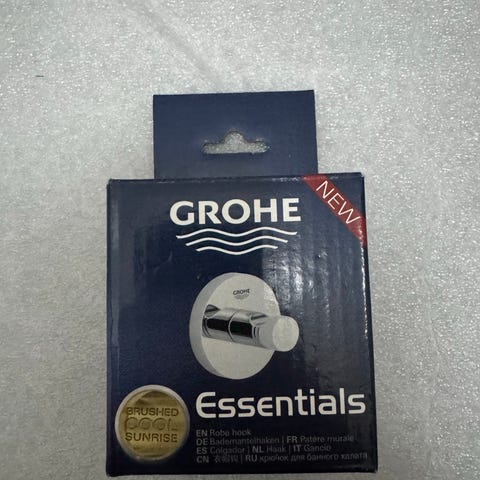 GROHE
NEW
GROHE
BRUSHED
COOL
SUNRISE
Essentials
EN Robe hook
DE Bademantelhaken | FR Patère murale
ES Colgador | NL Haak | IT Gancio
CN 衣帽钩 | RU крючок для банного халата